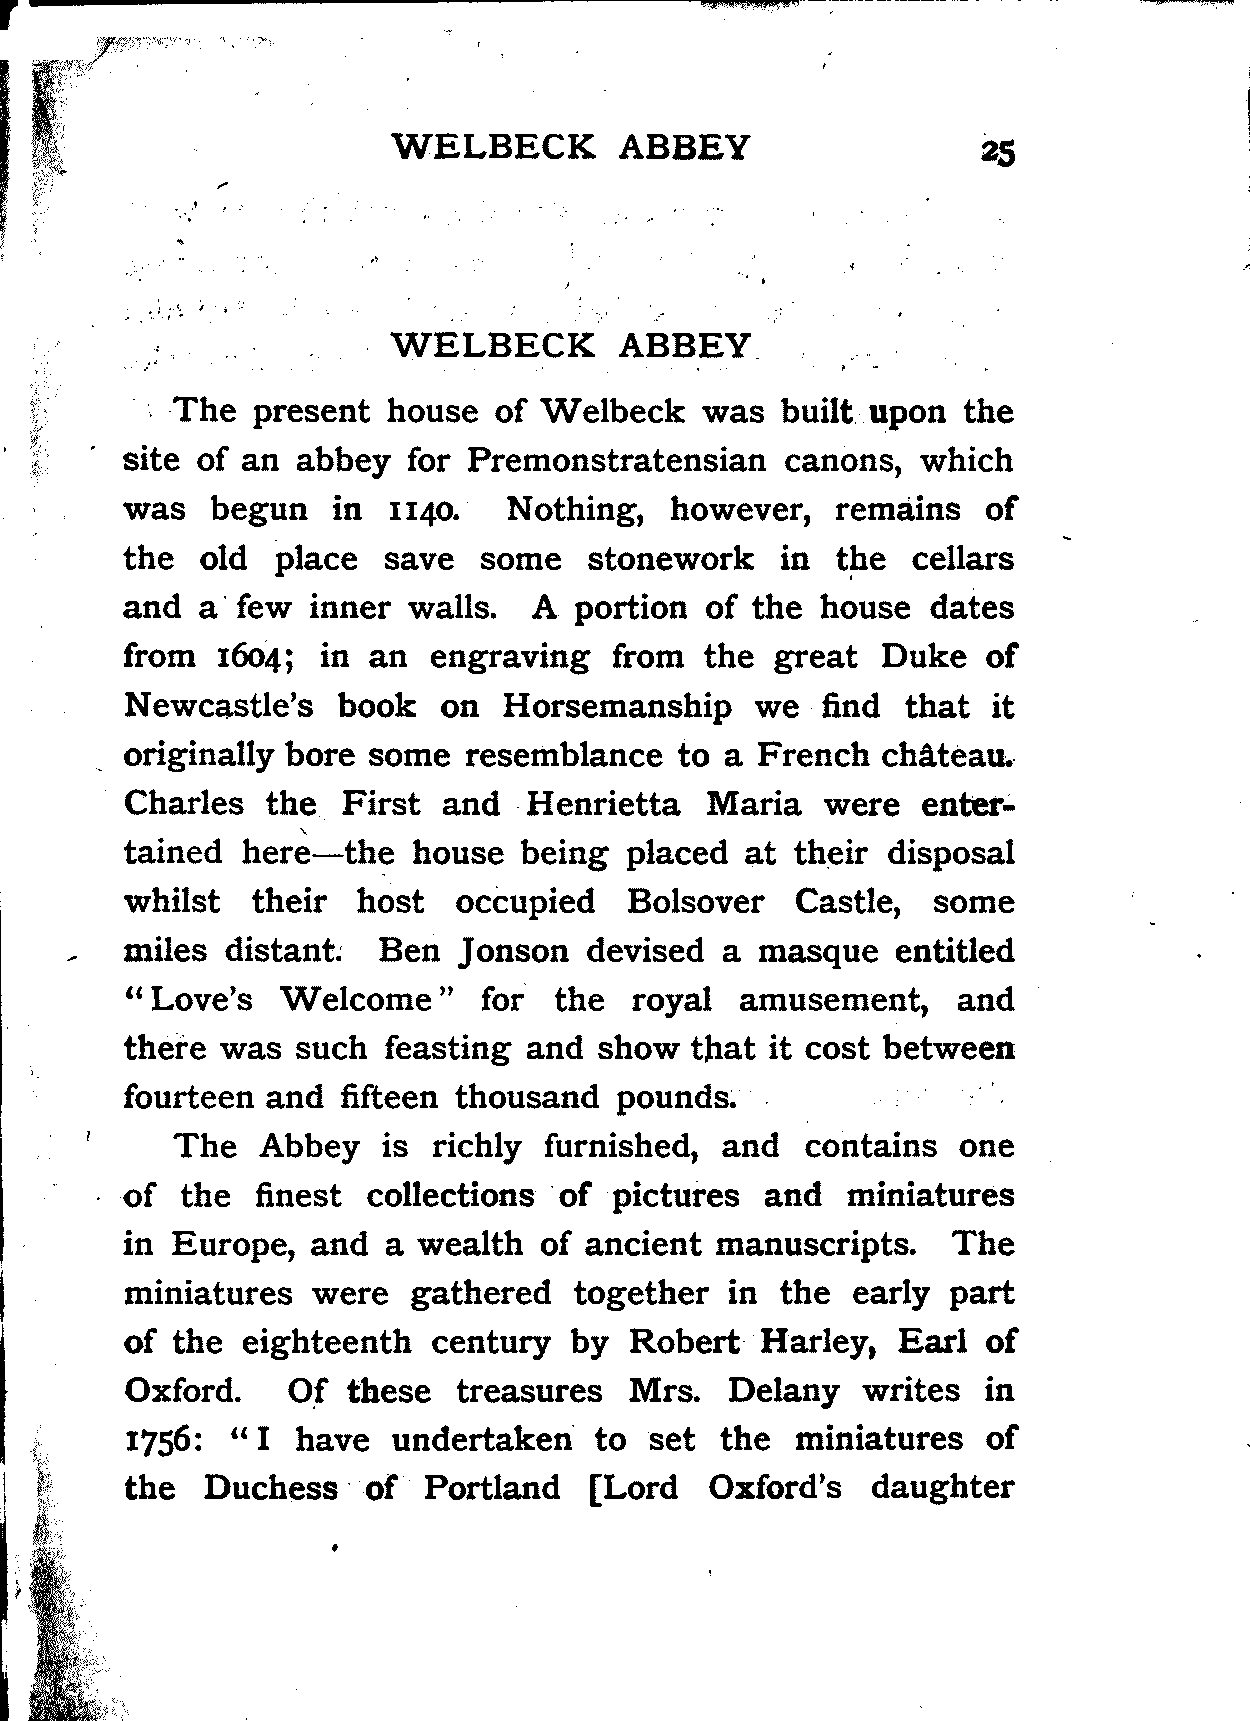 WELBECK ABBEY 25
WELBECK ABBEY
The present house of Welbeck was built upon the
site of an abbey for Premonstratensian canons, which
was begun in 1140. Nothing, however, remains of
the old place save some stonework in the cellars
and a few inner walls. A portion of the house dates
from 1604; in an engraving from the great Duke of
Newcastle's book on Horsemanship we find that it
originally bore some resemblance to a French château.
Charles the First and Henrietta Maria were enter-
tained here—the house being placed at their disposal
whilst their host occupied Bolsover Castle, some
miles distant. Ben Jonson devised a masque entitled
"Love's Welcome" for the royal amusement, and
there was such feasting and show that it cost between
fourteen and fifteen thousand pounds.
The Abbey is richly furnished, and contains one
of the finest collections of pictures and miniatures
in Europe, and a wealth of ancient manuscripts. The
miniatures were gathered together in the early part
of the eighteenth century by Robert Harley, Earl of
Oxford. Of these treasures Mrs. Delany writes in
1756: "I have undertaken to set the miniatures of
the Duchess of Portland [Lord Oxford's daughter